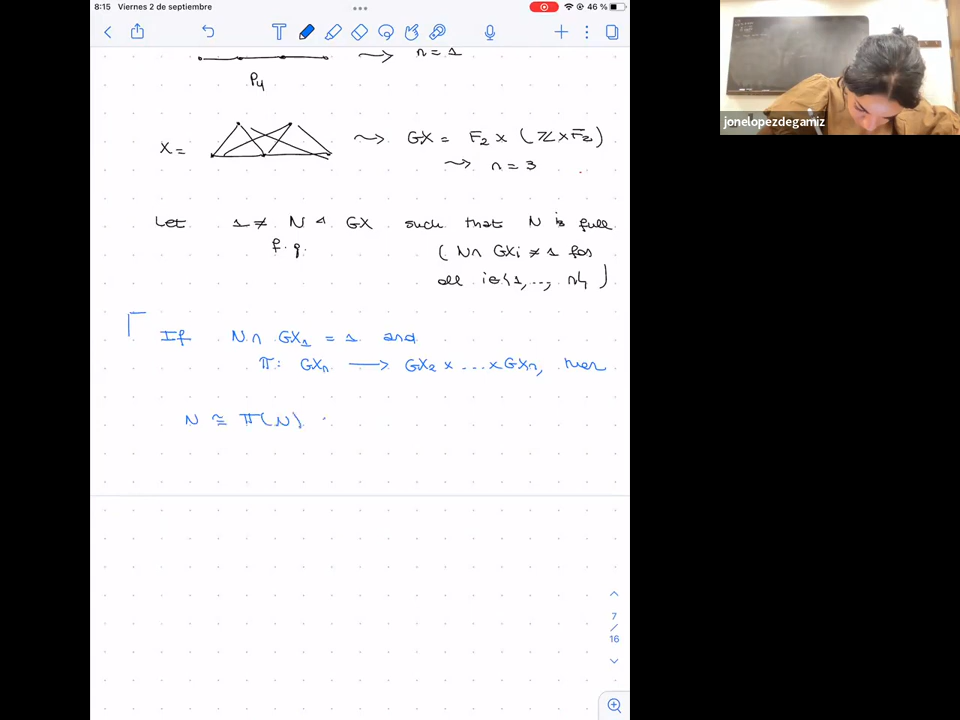 8:15 Viernes 2 de septiembre
46 %
~> n = 1
P4
X = ~> GX = F2 x ( Z x F2 )
~> n = 3
Let 1 ≠ N ◁ GX such that N is full
f.g. ( N ∩ GXi ≠ 1 for
all i ∈ {1, ..., n} )
If N ∩ GX1 = 1 and
π: GXn → GX2 x ... x GXn, then
N ≅ π(N)
7
/
16
jonelopezdegamiz